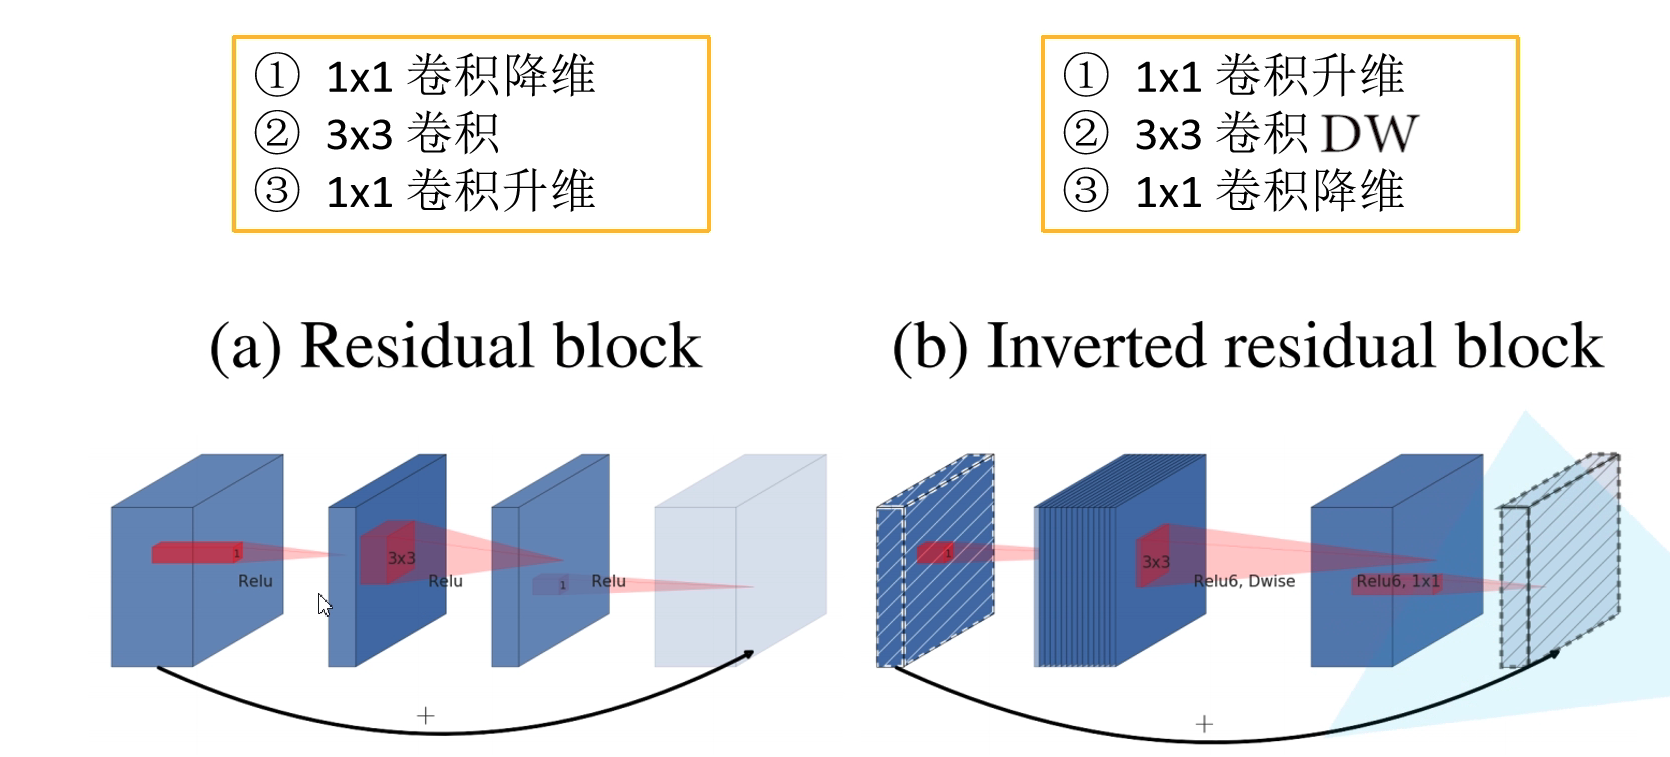 ① 1x1 卷积降维
② 3x3 卷积
③ 1x1 卷积升维
① 1x1 卷积升维
② 3x3 卷积 DW
③ 1x1 卷积降维
(a) Residual block
(b) Inverted residual block
1
Relu
3x3
Relu
1
Relu
+
1
3x3
Relu6, Dwise
Relu6, 1x1
+